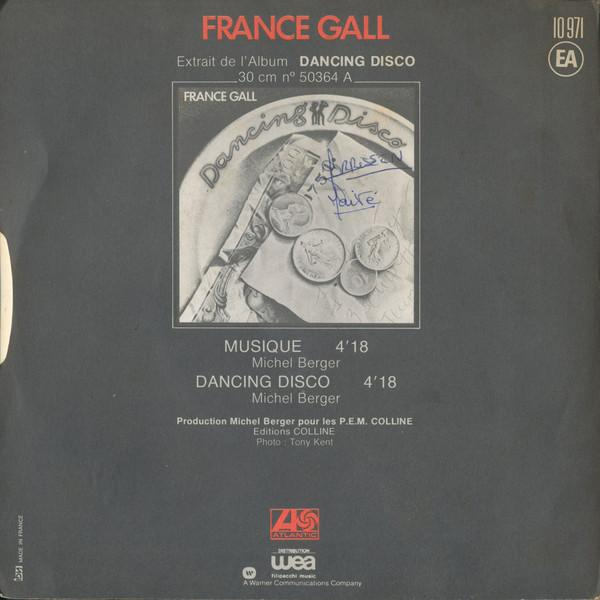 FRANCE GALL
10 971
EA
Extrait de l'Album DANCING DISCO
30 cm nº 50364 A
FRANCE GALL
Dancing Disco
Maité
MUSIQUE 4'18
Michel Berger
DANCING DISCO 4'18
Michel Berger
Production Michel Berger pour les P.E.M. COLLINE
Editions COLLINE
Photo : Tony Kent
MADE IN FRANCE
ATLANTIC
DISTRIBUTION
wea
filipacchi music
A Warner Communications Company